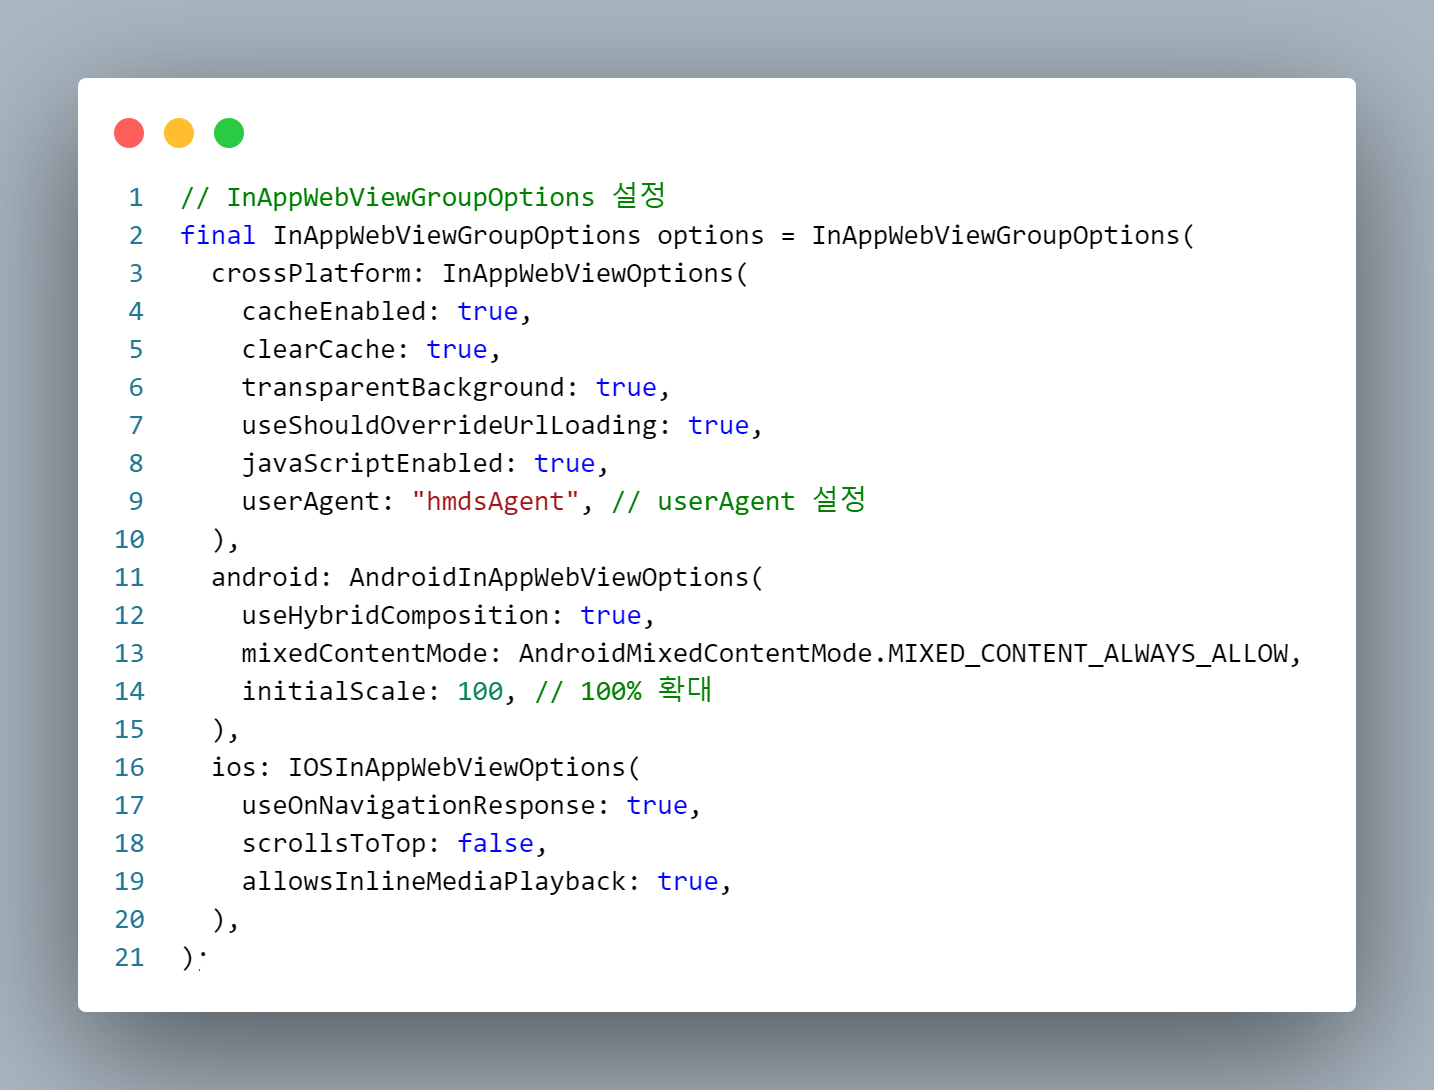 1 // InAppWebViewGroupOptions 설정
2 final InAppWebViewGroupOptions options = InAppWebViewGroupOptions(
3   crossPlatform: InAppWebViewOptions(
4     cacheEnabled: true,
5     clearCache: true,
6     transparentBackground: true,
7     useShouldOverrideUrlLoading: true,
8     javaScriptEnabled: true,
9     userAgent: "hmdsAgent", // userAgent 설정
10   ),
11   android: AndroidInAppWebViewOptions(
12     useHybridComposition: true,
13     mixedContentMode: AndroidMixedContentMode.MIXED_CONTENT_ALWAYS_ALLOW,
14     initialScale: 100, // 100% 확대
15   ),
16   ios: IOSInAppWebViewOptions(
17     useOnNavigationResponse: true,
18     scrollsToTop: false,
19     allowsInlineMediaPlayback: true,
20   ),
21 );